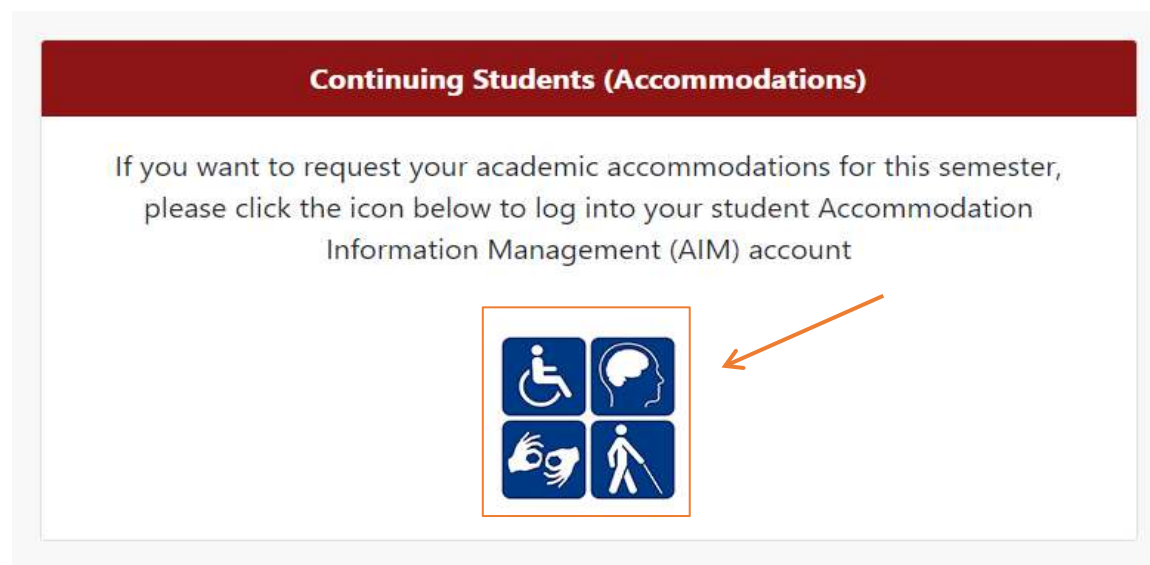 Continuing Students (Accommodations)
If you want to request your academic accommodations for this semester,
please click the icon below to log into your student Accommodation
Information Management (AIM) account